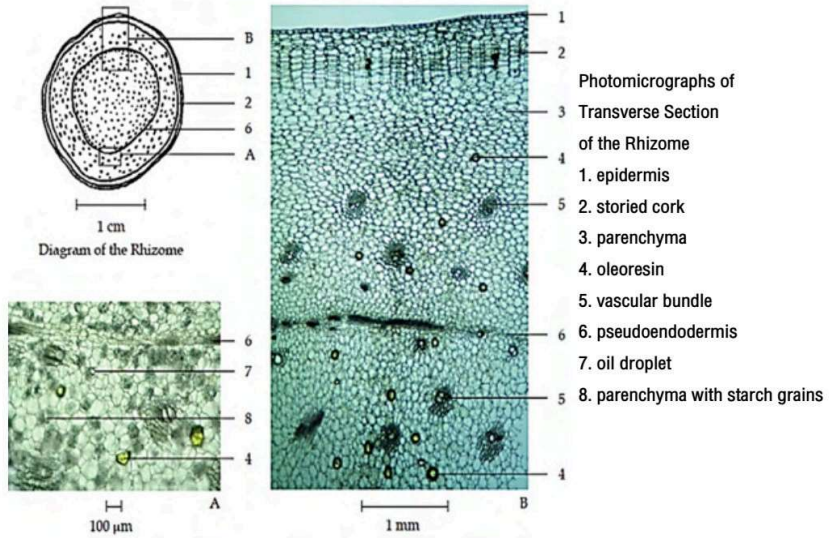 B
1
2
6
A
1 cm
Diagram of the Rhizome
6
7
8
4
A
100 µm
1
2
3
4
5
6
5
4
B
1 mm
Photomicrographs of
Transverse Section
of the Rhizome
1. epidermis
2. storied cork
3. parenchyma
4. oleoresin
5. vascular bundle
6. pseudoendodermis
7. oil droplet
8. parenchyma with starch grains